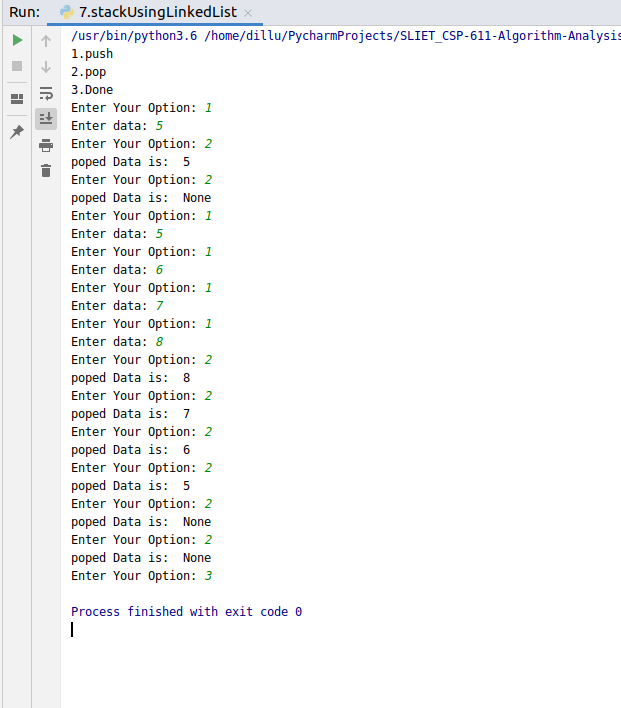 Run: 7.stackUsingLinkedList
/usr/bin/python3.6 /home/dillu/PycharmProjects/SLIET_CSP-611-Algorithm-Analysis
1.push
2.pop
3.Done
Enter Your Option: 1
Enter data: 5
Enter Your Option: 2
poped Data is:  5
Enter Your Option: 2
poped Data is:  None
Enter Your Option: 1
Enter data: 5
Enter Your Option: 1
Enter data: 6
Enter Your Option: 1
Enter data: 7
Enter Your Option: 1
Enter data: 8
Enter Your Option: 2
poped Data is:  8
Enter Your Option: 2
poped Data is:  7
Enter Your Option: 2
poped Data is:  6
Enter Your Option: 2
poped Data is:  5
Enter Your Option: 2
poped Data is:  None
Enter Your Option: 2
poped Data is:  None
Enter Your Option: 3
Process finished with exit code 0